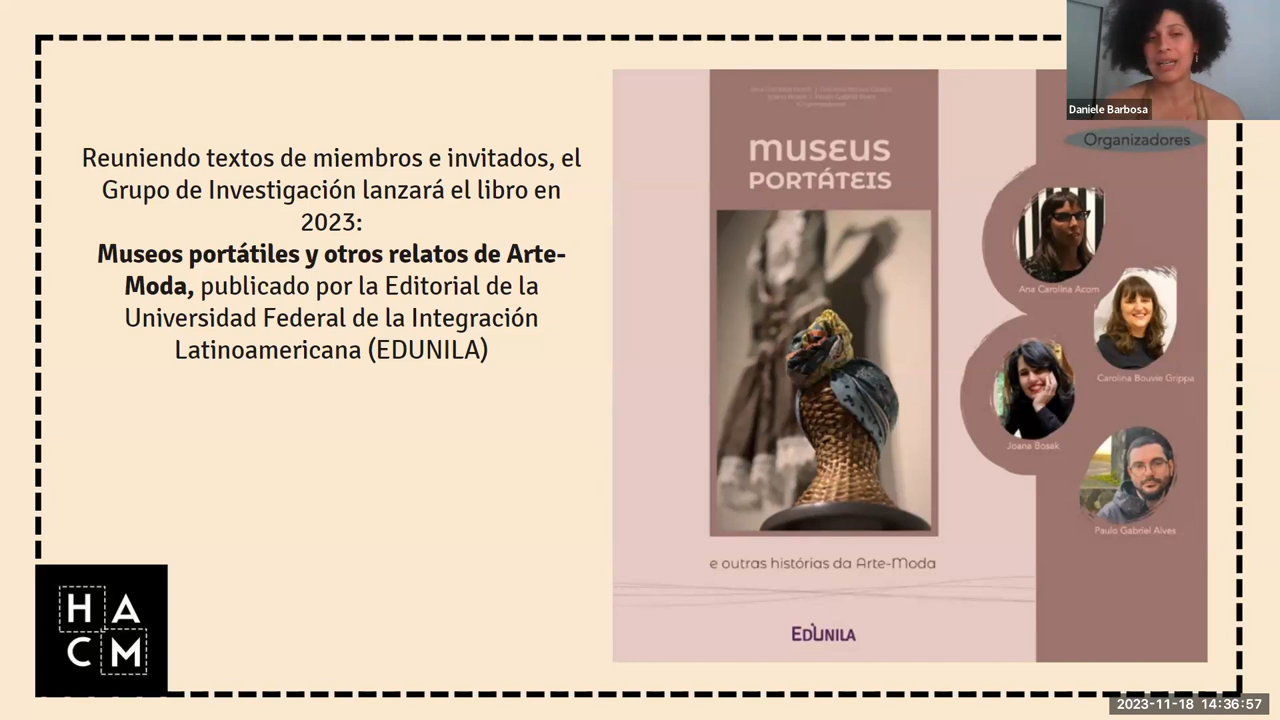 Daniele Barbosa
Reuniendo textos de miembros e invitados, el
Grupo de Investigación lanzará el libro en
2023:
Museos portátiles y otros relatos de Arte-
Moda, publicado por la Editorial de la
Universidad Federal de la Integración
Latinoamericana (EDUNILA)
MUSEUS
PORTÁTEIS
e outras histórias da Arte-Moda
EDUNILA
Organizadores
Ana Carolina Acom
Carolina Bouvie Grippa
Joana Bosak
Paulo Gabriel Alves
H A
C M
2023-11-18 14:36:57